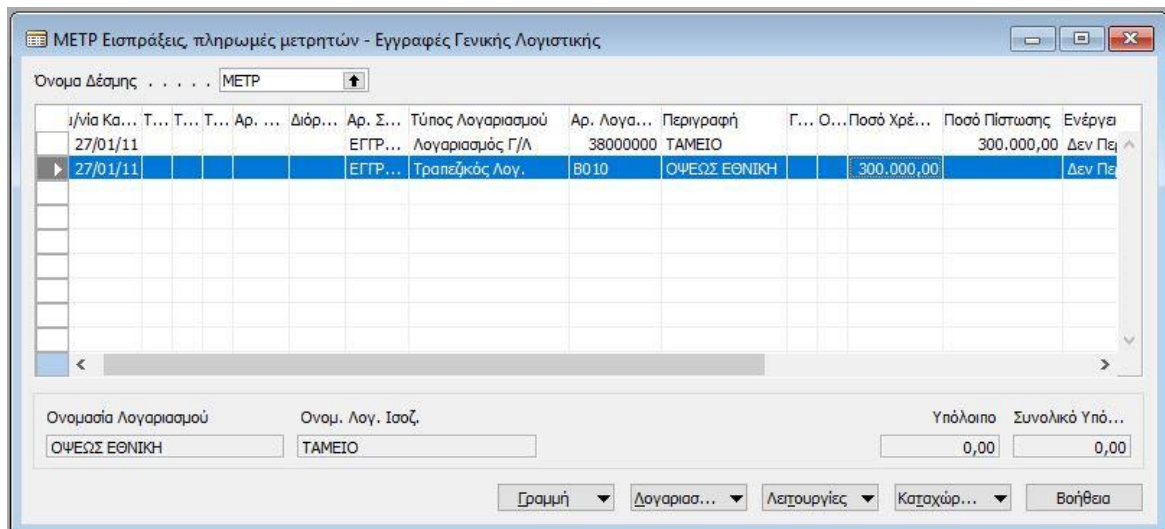 ΜΕΤΡ Εισπράξεις, πληρωμές μετρητών - Εγγραφές Γενικής Λογιστικής
Όνομα Δέσμης . . . . . ΜΕΤΡ
μ/νία Κα... Τ... Τ... Τ... Αρ. ... Διόρ... Αρ. Σ... Τύπος Λογαριασμού Αρ. Λογα... Περιγραφή Γ... Ο... Ποσό Χρέ... Ποσό Πίστωσης Ενέργει
27/01/11 ΕΓΓΡ... Λογαριασμός Γ/Λ 38000000 ΤΑΜΕΙΟ 300.000,00 Δεν Πε
27/01/11 ΕΓΓΡ... Τραπεζικός Λογ. Β010 ΟΨΕΩΣ ΕΘΝΙΚΗ 300.000,00 Δεν Πε
Ονομασία Λογαριασμού Ονομ. Λογ. Ισοζ. Υπόλοιπο Συνολικό Υπό...
ΟΨΕΩΣ ΕΘΝΙΚΗ ΤΑΜΕΙΟ 0,00 0,00
Γραμμή Λογαριασ... Λειτουργίες Καταχώρ... Βοήθεια